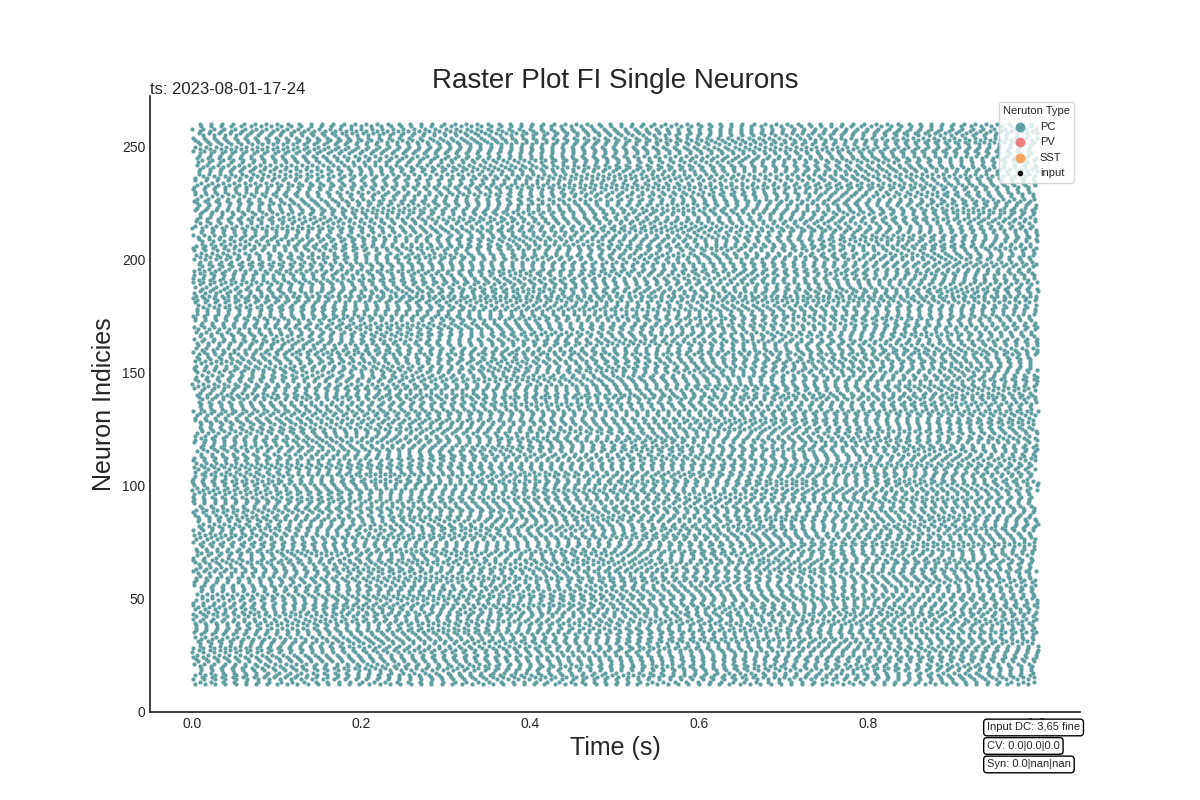 Raster Plot FI Single Neurons
ts: 2023-08-01-17-24
Neruton Type
PC
PV
SST
input
Neuron Indicies
250
200
150
100
50
0
0.0 0.2 0.4 0.6 0.8
Time (s)
Input DC: 3,65 fine
CV: 0.0|0.0|0.0
Syn: 0.0|nan|nan